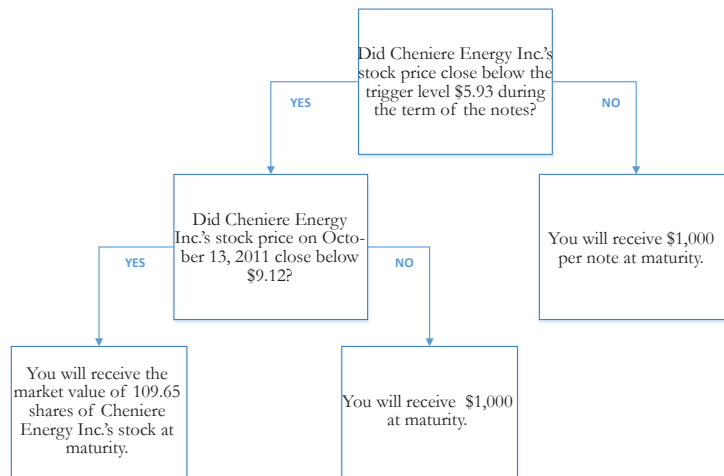 Did Cheniere Energy Inc.'s
stock price close below the
trigger level $5.93 during
the term of the notes?
YES
NO
Did Cheniere Energy
Inc.'s stock price on Octo-
ber 13, 2011 close below
$9.12?
You will receive $1,000
per note at maturity.
YES
NO
You will receive the
market value of 109.65
shares of Cheniere
Energy Inc.'s stock at
maturity.
You will receive $1,000
at maturity.